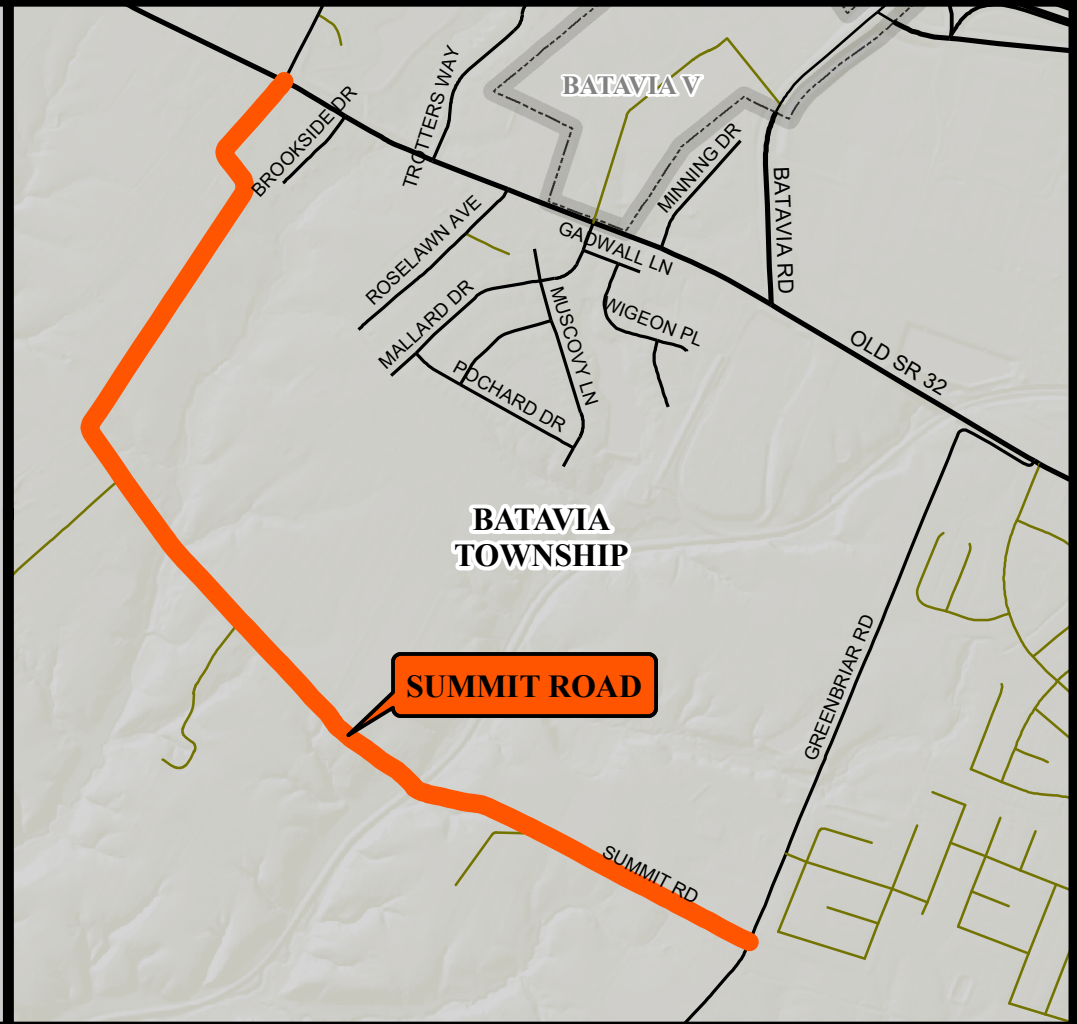 BATAVIA V
TROTTERS WAY
BROOKSIDE DR
MINNING DR
BATAVIA RD
ROSELAWN AVE
GADWALL LN
MALLARD DR
MUSCOVY LN
WIGEON PL
POCHARD DR
OLD SR 32
BATAVIA
TOWNSHIP
GREENBRIAR RD
SUMMIT ROAD
SUMMIT RD